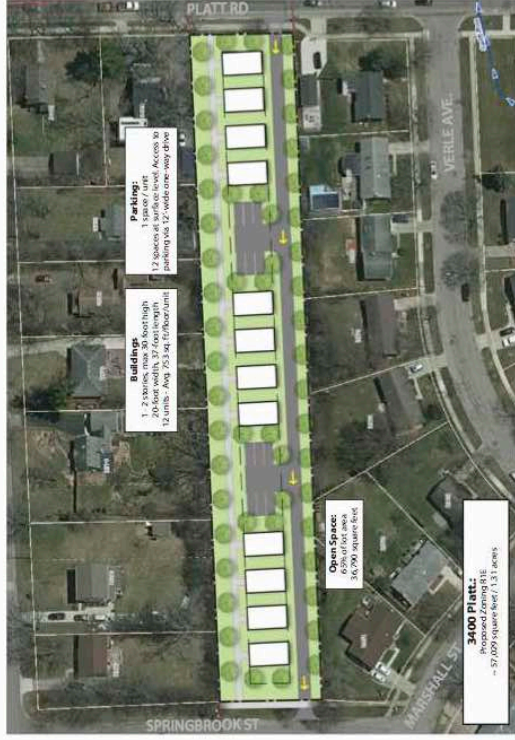 PLATT RD
Parking:
1 space / unit
12 spaces at surface level. Access to
parking via 12' wide one-way drive
Buildings
1 - 2 stories, max 30-foot high
20-foot width, 37-foot length
12 units - Avg. 753 sq. ft/floor/unit
VERLE AVE.
Open Space:
65% of lot area
36,790 square feet
3400 Platt.:
Proposed Zoning R1E
~ 57,029 square feet / 1.31 acres
MARSHALL ST
SPRINGBROOK ST